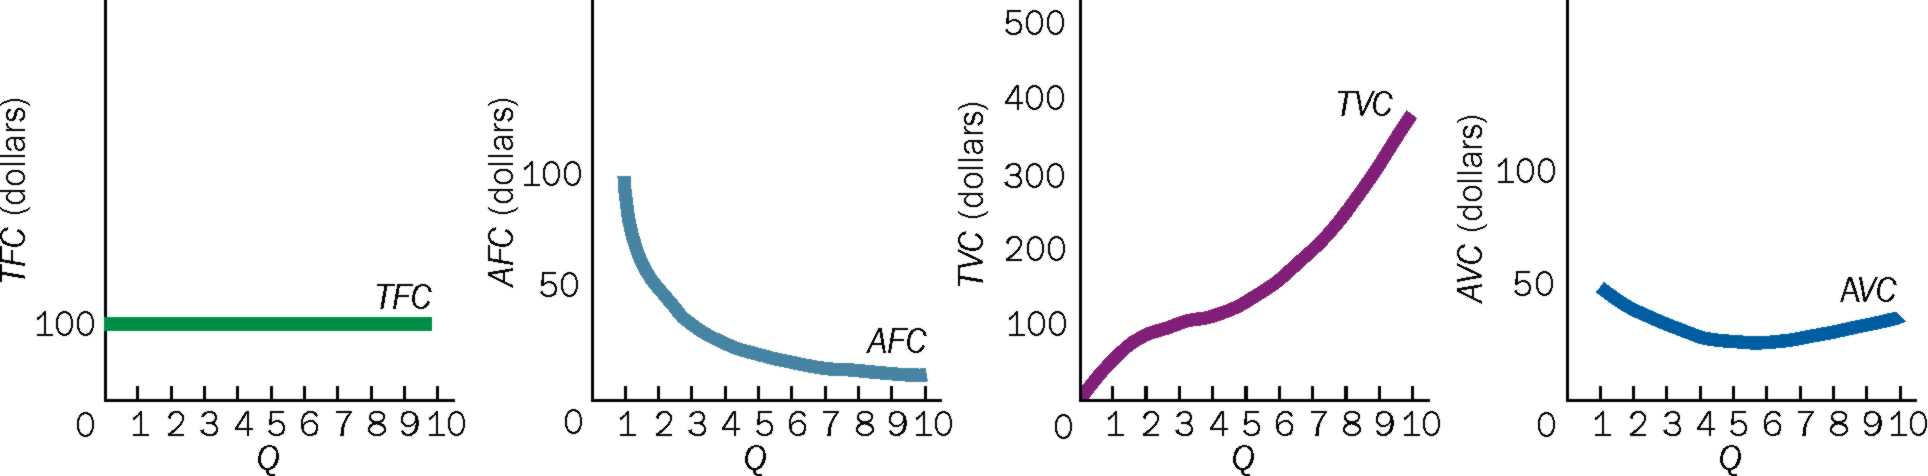 TFC (dollars)
100
TFC
0 1 2 3 4 5 6 7 8 9 10
Q
AFC (dollars)
100
50
AFC
0 1 2 3 4 5 6 7 8 9 10
Q
TVC (dollars)
500
400
300
200
100
TVC
0 1 2 3 4 5 6 7 8 9 10
Q
AVC (dollars)
100
50
AVC
0 1 2 3 4 5 6 7 8 9 10
Q